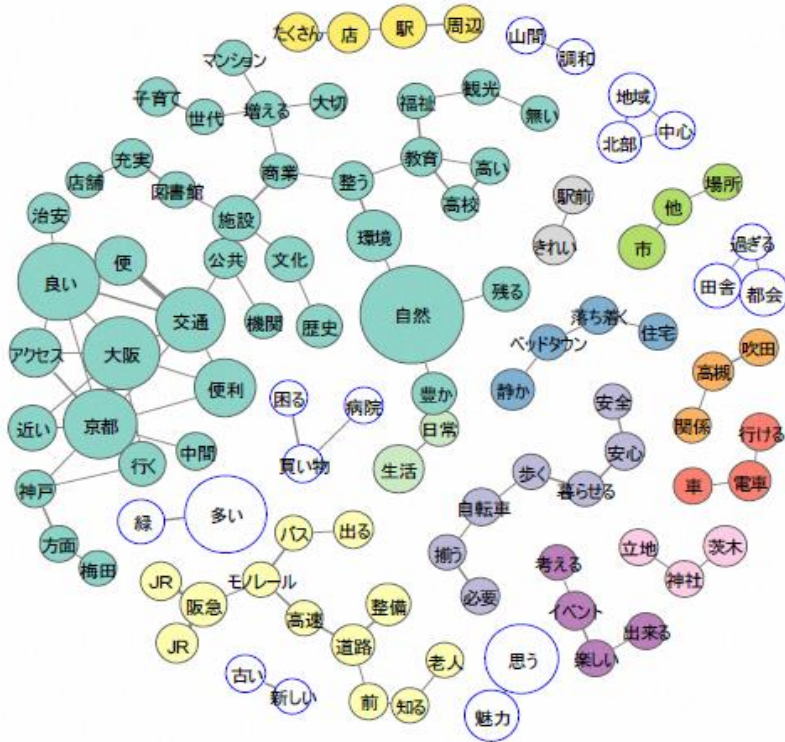 たくさん
店
駅
周辺
山間
調和
マンション
子育て
世代
増える
大切
福祉
観光
無い
地域
北部
中心
店舗
充実
図書館
商業
整う
教育
高い
高校
治安
施設
環境
駅前
きれい
場所
他
市
良い
便
公共
文化
過ぎる
田舎
都会
交通
機関
歴史
自然
残る
アクセス
大阪
便利
落ち着く
住宅
ベッドタウン
静か
吹田
高槻
関係
近い
京都
行く
中間
困る
病院
買い物
豊か
日常
生活
安全
安心
歩く
暮らせる
自転車
揃う
必要
行ける
車
電車
神戸
方面
梅田
緑
多い
バス
出る
JR
阪急
モノレール
JR
高速
整備
道路
考える
イベント
楽しい
出来る
立地
神社
茨木
古い
新しい
前
知る
老人
思う
魅力